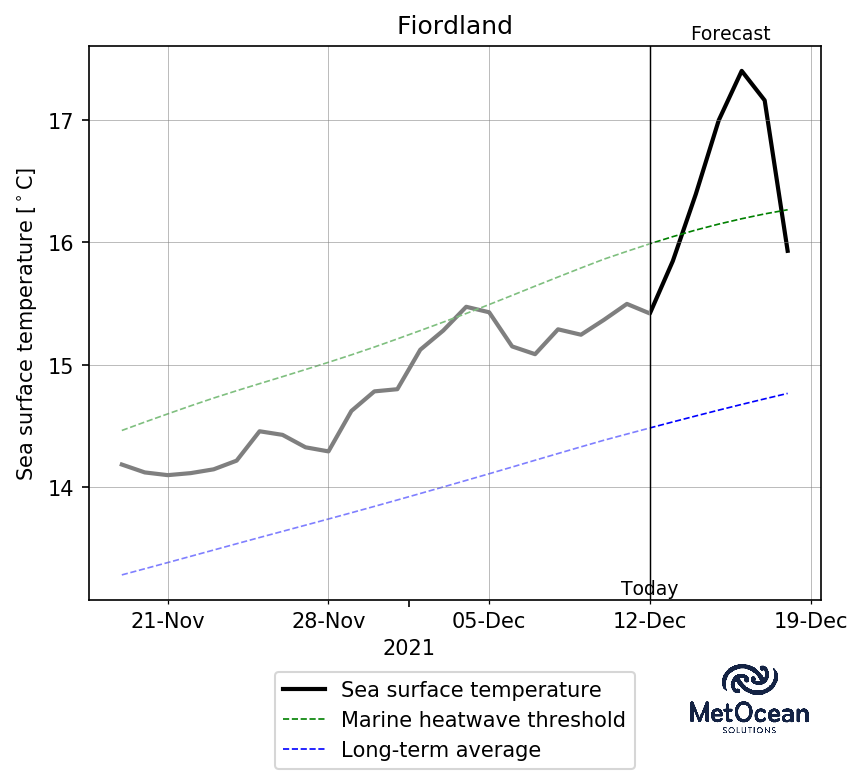 Fiordland
Forecast
Sea surface temperature [°C]
17
16
15
14
Today
21-Nov 28-Nov 05-Dec 12-Dec 19-Dec
2021
Sea surface temperature
Marine heatwave threshold
Long-term average
MetOcean
SOLUTIONS